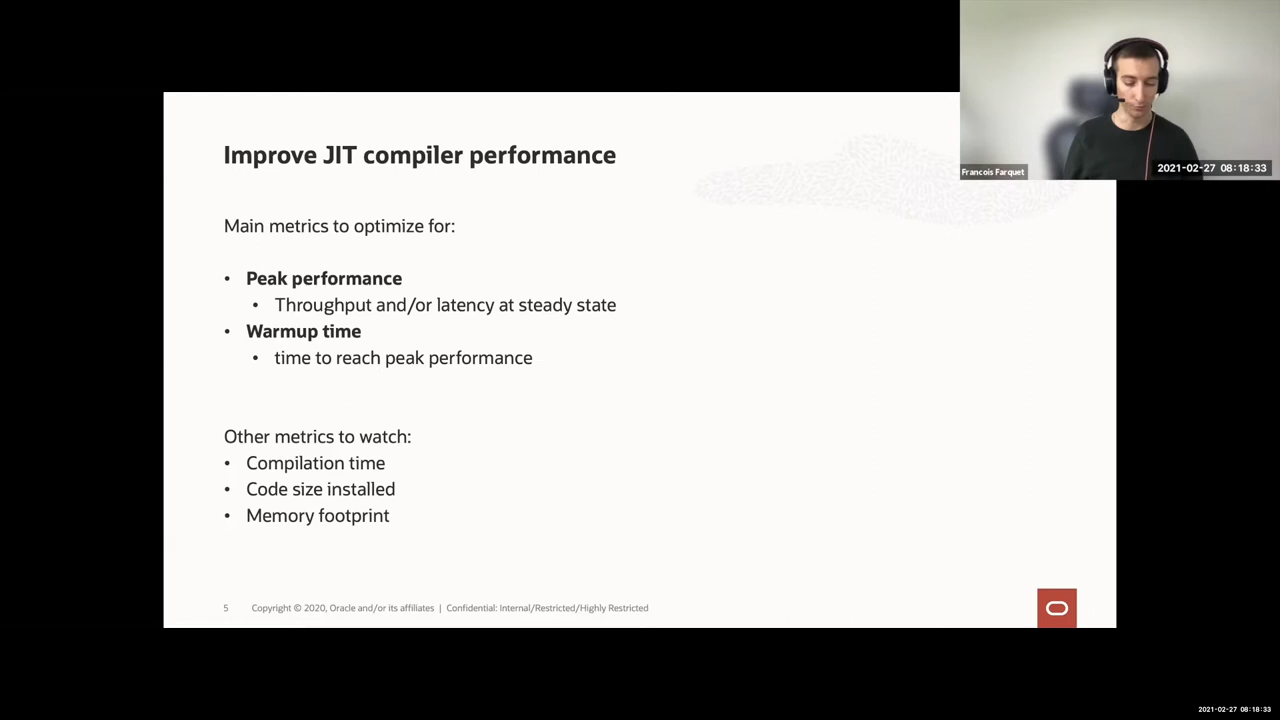 Improve JIT compiler performance
Main metrics to optimize for:
• Peak performance
• Throughput and/or latency at steady state
• Warmup time
• time to reach peak performance
Other metrics to watch:
• Compilation time
• Code size installed
• Memory footprint
5 Copyright © 2020, Oracle and/or its affiliates | Confidential: Internal/Restricted/Highly Restricted
Francois Farquet
2021-02-27 08:18:33
2021-02-27 08:18:33